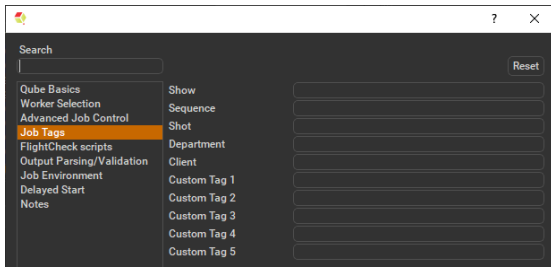 ?
Search
Reset
Qube Basics
Worker Selection
Advanced Job Control
Job Tags
FlightCheck scripts
Output Parsing/Validation
Job Environment
Delayed Start
Notes
Show
Sequence
Shot
Department
Client
Custom Tag 1
Custom Tag 2
Custom Tag 3
Custom Tag 4
Custom Tag 5